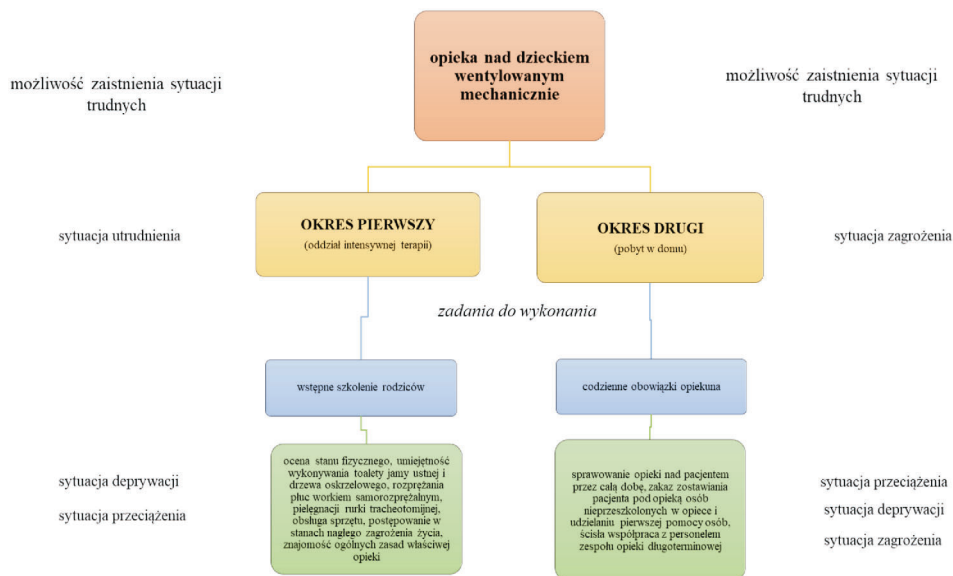 opieka nad dzieckiem
wentylowanym
mechanicznie
możliwość zaistnienia sytuacji
trudnych
możliwość zaistnienia sytuacji
trudnych
sytuacja utrudnienia
OKRES PIERWSZY
(oddział intensywnej terapii)
OKRES DRUGI
(pobyt w domu)
sytuacja zagrożenia
zadania do wykonania
wstępne szkolenie rodziców
codzienne obowiązki opiekuna
sytuacja deprywacji
sytuacja przeciążenia
ocena stanu fizycznego, umiejętność
wykonywania toalety jamy ustnej i
drzewa oskrzelowego, rozprężania
płuc workiem samorozprężalnym,
pielęgnacji rurki tracheotomijnej,
obsługa sprzętu, postępowanie w
stanach nagłego zagrożenia życia,
znajomość ogólnych zasad właściwej
opieki
sprawowanie opieki nad pacjentem
przez całą dobę, zakaz zostawiania
pacjenta pod opieką osób
nieprzeszkolonych w opiece i
udzielaniu pierwszej pomocy osób,
ścisła współpraca z personelem
zespołu opieki długoterminowej
sytuacja przeciążenia
sytuacja deprywacji
sytuacja zagrożenia